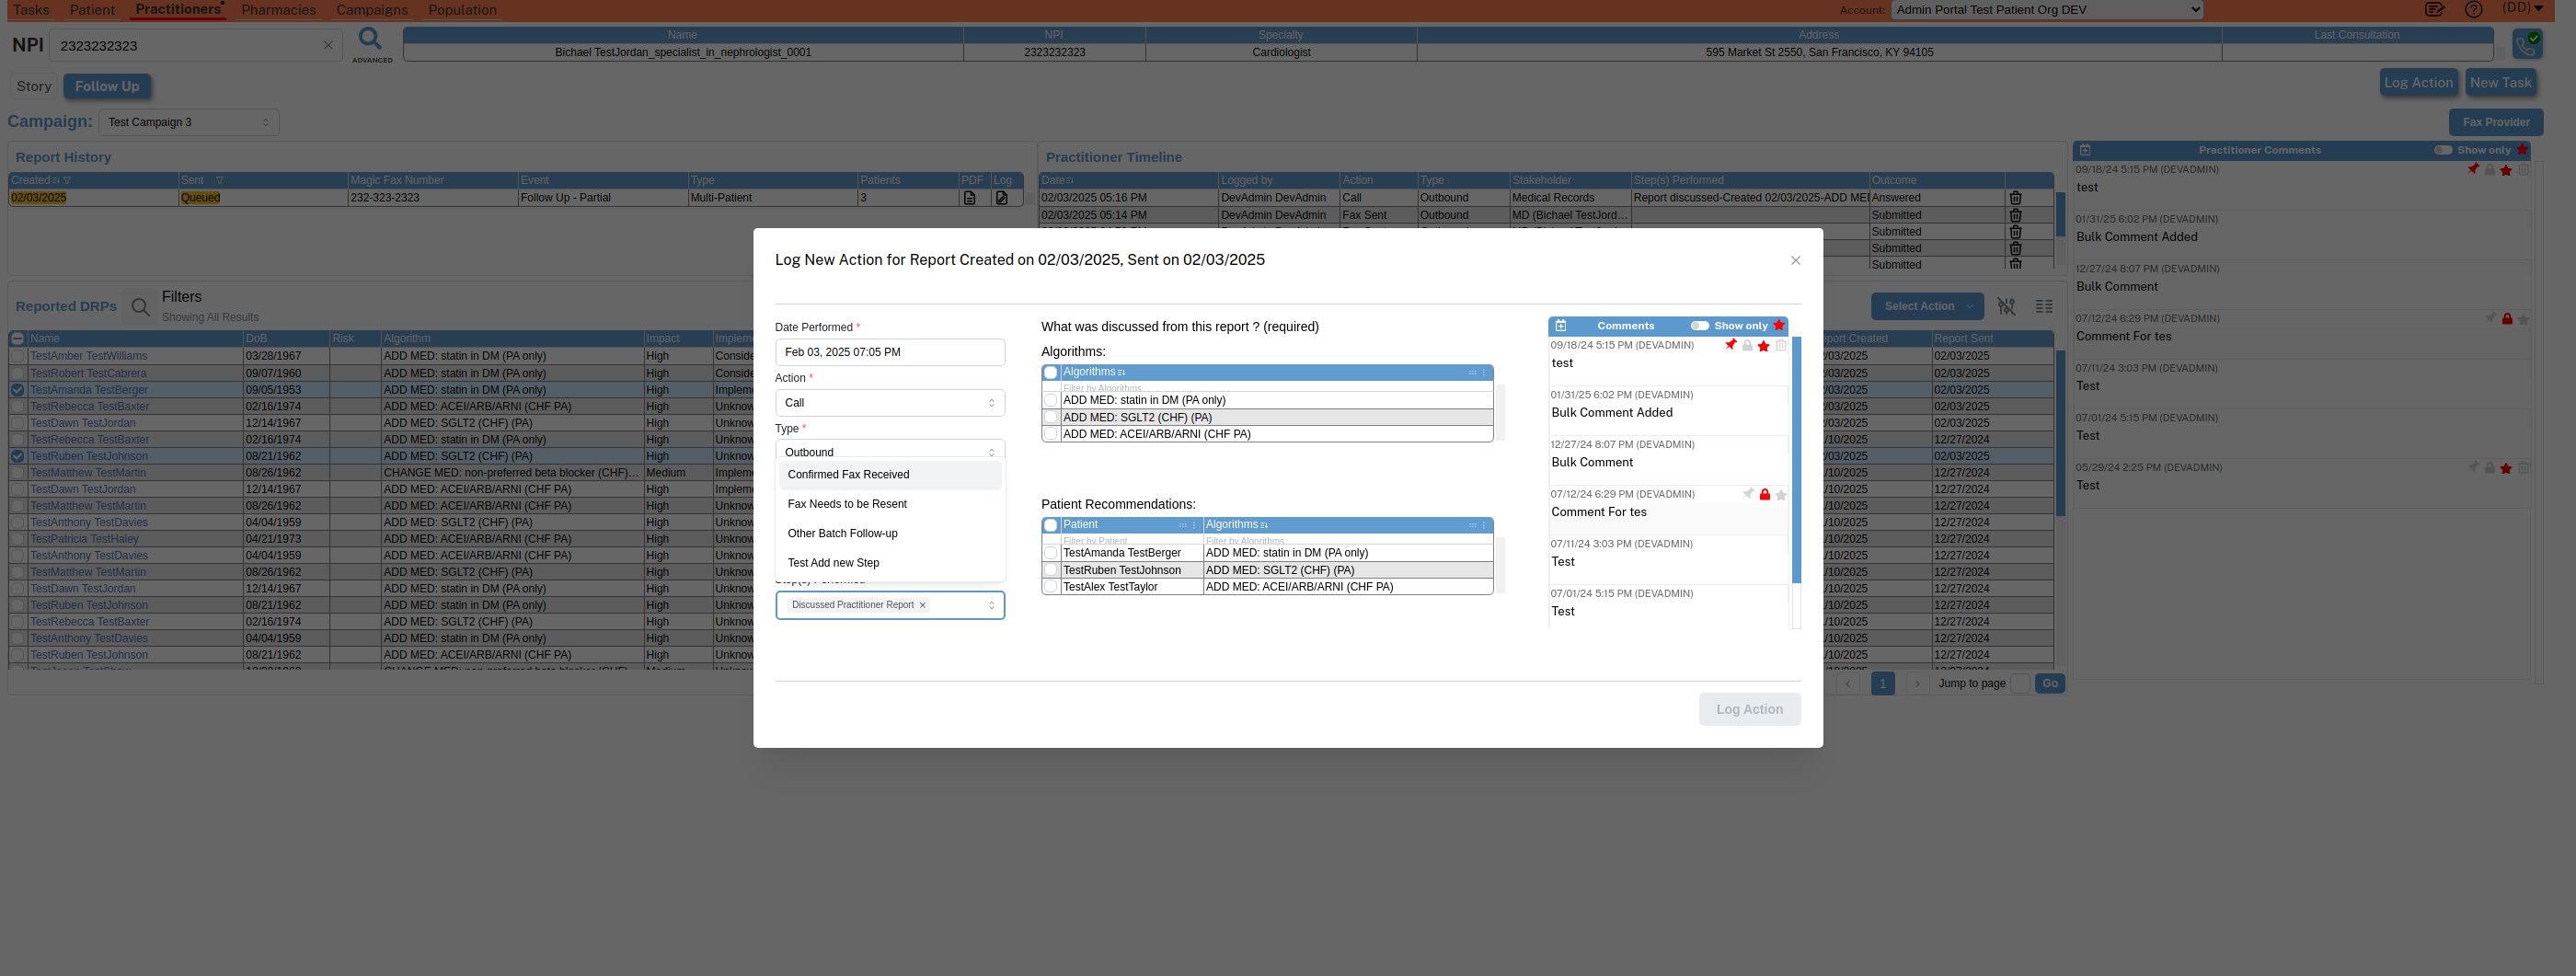 Tasks Patient Practitioners Pharmacies Campaigns Population Account: Admin Portal Test Patient Org DEV (DD)
NPI 2323232323 ADVANCED
Name NPI Specialty Address Last Consultation
Bichael TestJordan_specialist_in_nephrologist_0001 2323232323 Cardiologist 595 Market St 2550, San Francisco, KY 94105
Story Follow Up Log Action New Task
Campaign: Test Campaign 3 Fax Provider
Report History
Created Sent Magic Fax Number Event Type Patients PDF Log
02/03/2025 Queued 232-323-2323 Follow Up - Partial Multi-Patient 3
Practitioner Timeline
Date Logged by Action Type Stakeholder Step(s) Performed Outcome
02/03/2025 05:16 PM DevAdmin DevAdmin Call Outbound Medical Records Report discussed-Created 02/03/2025-ADD MED Answered
02/03/2025 05:14 PM DevAdmin DevAdmin Fax Sent Outbound MD (Bichael TestJord... Submitted
Submitted
Submitted
Submitted
Practitioner Comments Show only
09/18/24 5:15 PM (DEVADMIN)
test
01/31/25 6:02 PM (DEVADMIN)
Bulk Comment Added
12/27/24 8:07 PM (DEVADMIN)
Bulk Comment
07/12/24 6:29 PM (DEVADMIN)
Comment For tes
07/11/24 3:03 PM (DEVADMIN)
Test
07/01/24 5:15 PM (DEVADMIN)
Test
05/29/24 2:25 PM (DEVADMIN)
Test
Reported DRPs Filters
Showing All Results
Select Action
Name DoB Risk Algorithm Impact Implem port Created Report Sent
TestAmber TestWilliams 03/28/1967 ADD MED: statin in DM (PA only) High Conside /03/2025 02/03/2025
TestRobert TestCabrera 09/07/1960 ADD MED: statin in DM (PA only) High Conside /03/2025 02/03/2025
TestAmanda TestBerger 09/05/1953 ADD MED: statin in DM (PA only) High Implem /03/2025 02/03/2025
TestRebecca TestBaxter 02/16/1974 ADD MED: ACEI/ARB/ARNI (CHF PA) High Unknow /03/2025 02/03/2025
TestDawn TestJordan 12/14/1967 ADD MED: SGLT2 (CHF) (PA) High Unknow /03/2025 02/03/2025
TestRebecca TestBaxter 02/16/1974 ADD MED: statin in DM (PA only) High Unknow /10/2025 12/27/2024
TestRuben TestJohnson 08/21/1962 ADD MED: SGLT2 (CHF) (PA) High Unknow /03/2025 02/03/2025
TestMatthew TestMartin 08/26/1962 CHANGE MED: non-preferred beta blocker (CHF)... Medium Implem /10/2025 12/27/2024
TestDawn TestJordan 12/14/1967 ADD MED: ACEI/ARB/ARNI (CHF PA) High Implem /10/2025 12/27/2024
TestMatthew TestMartin 08/26/1962 ADD MED: ACEI/ARB/ARNI (CHF PA) High Unknow /10/2025 12/27/2024
TestAnthony TestDavies 04/04/1959 ADD MED: SGLT2 (CHF) (PA) High Unknow /10/2025 12/27/2024
TestPatricia TestHaley 04/21/1973 ADD MED: ACEI/ARB/ARNI (CHF PA) High Unknow /10/2025 12/27/2024
TestAnthony TestDavies 04/04/1959 ADD MED: ACEI/ARB/ARNI (CHF PA) High Unknow /10/2025 12/27/2024
TestMatthew TestMartin 08/26/1962 ADD MED: SGLT2 (CHF) (PA) High Unknow /10/2025 12/27/2024
TestDawn TestJordan 12/14/1967 ADD MED: statin in DM (PA only) High Unknow /10/2025 12/27/2024
TestRuben TestJohnson 08/21/1962 ADD MED: statin in DM (PA only) High Unknow /10/2025 12/27/2024
TestRebecca TestBaxter 02/16/1974 ADD MED: SGLT2 (CHF) (PA) High Unknow /10/2025 12/27/2024
TestAnthony TestDavies 04/04/1959 ADD MED: statin in DM (PA only) High Unknow /10/2025 12/27/2024
TestRuben TestJohnson 08/21/1962 ADD MED: ACEI/ARB/ARNI (CHF PA) High Unknow /10/2025 12/27/2024
1 Jump to page Go
Log New Action for Report Created on 02/03/2025, Sent on 02/03/2025
Date Performed *
Feb 03, 2025 07:05 PM
Action *
Call
Type *
Outbound
Confirmed Fax Received
Fax Needs to be Resent
Other Batch Follow-up
Test Add new Step
Discussed Practitioner Report
What was discussed from this report ? (required)
Algorithms:
Algorithms
Filter by Algorithms
ADD MED: statin in DM (PA only)
ADD MED: SGLT2 (CHF) (PA)
ADD MED: ACEI/ARB/ARNI (CHF PA)
Patient Recommendations:
Patient Algorithms
Filter by Patient Filter by Algorithms
TestAmanda TestBerger ADD MED: statin in DM (PA only)
TestRuben TestJohnson ADD MED: SGLT2 (CHF) (PA)
TestAlex TestTaylor ADD MED: ACEI/ARB/ARNI (CHF PA)
Comments Show only
09/18/24 5:15 PM (DEVADMIN)
test
01/31/25 6:02 PM (DEVADMIN)
Bulk Comment Added
12/27/24 8:07 PM (DEVADMIN)
Bulk Comment
07/12/24 6:29 PM (DEVADMIN)
Comment For tes
07/11/24 3:03 PM (DEVADMIN)
Test
07/01/24 5:15 PM (DEVADMIN)
Test
Log Action